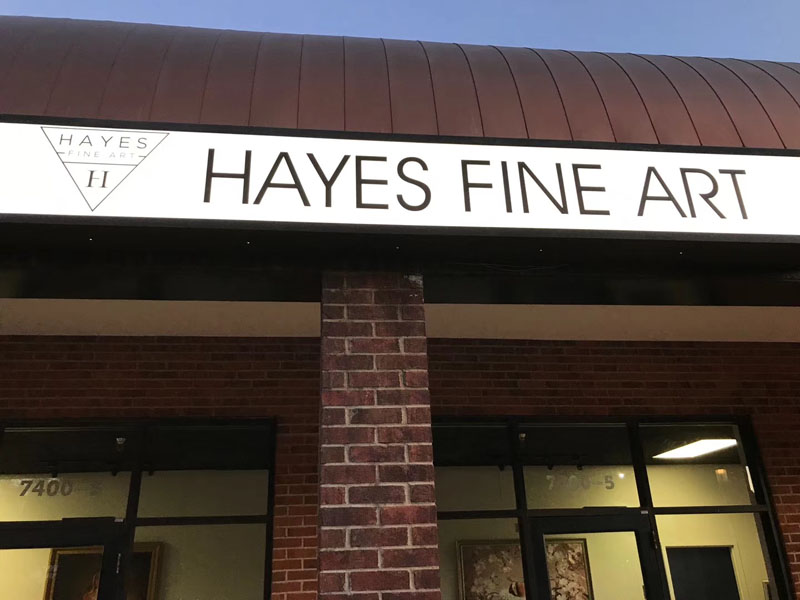 HAYES
FINE ART
H
HAYES FINE ART
7400-5
7400-5